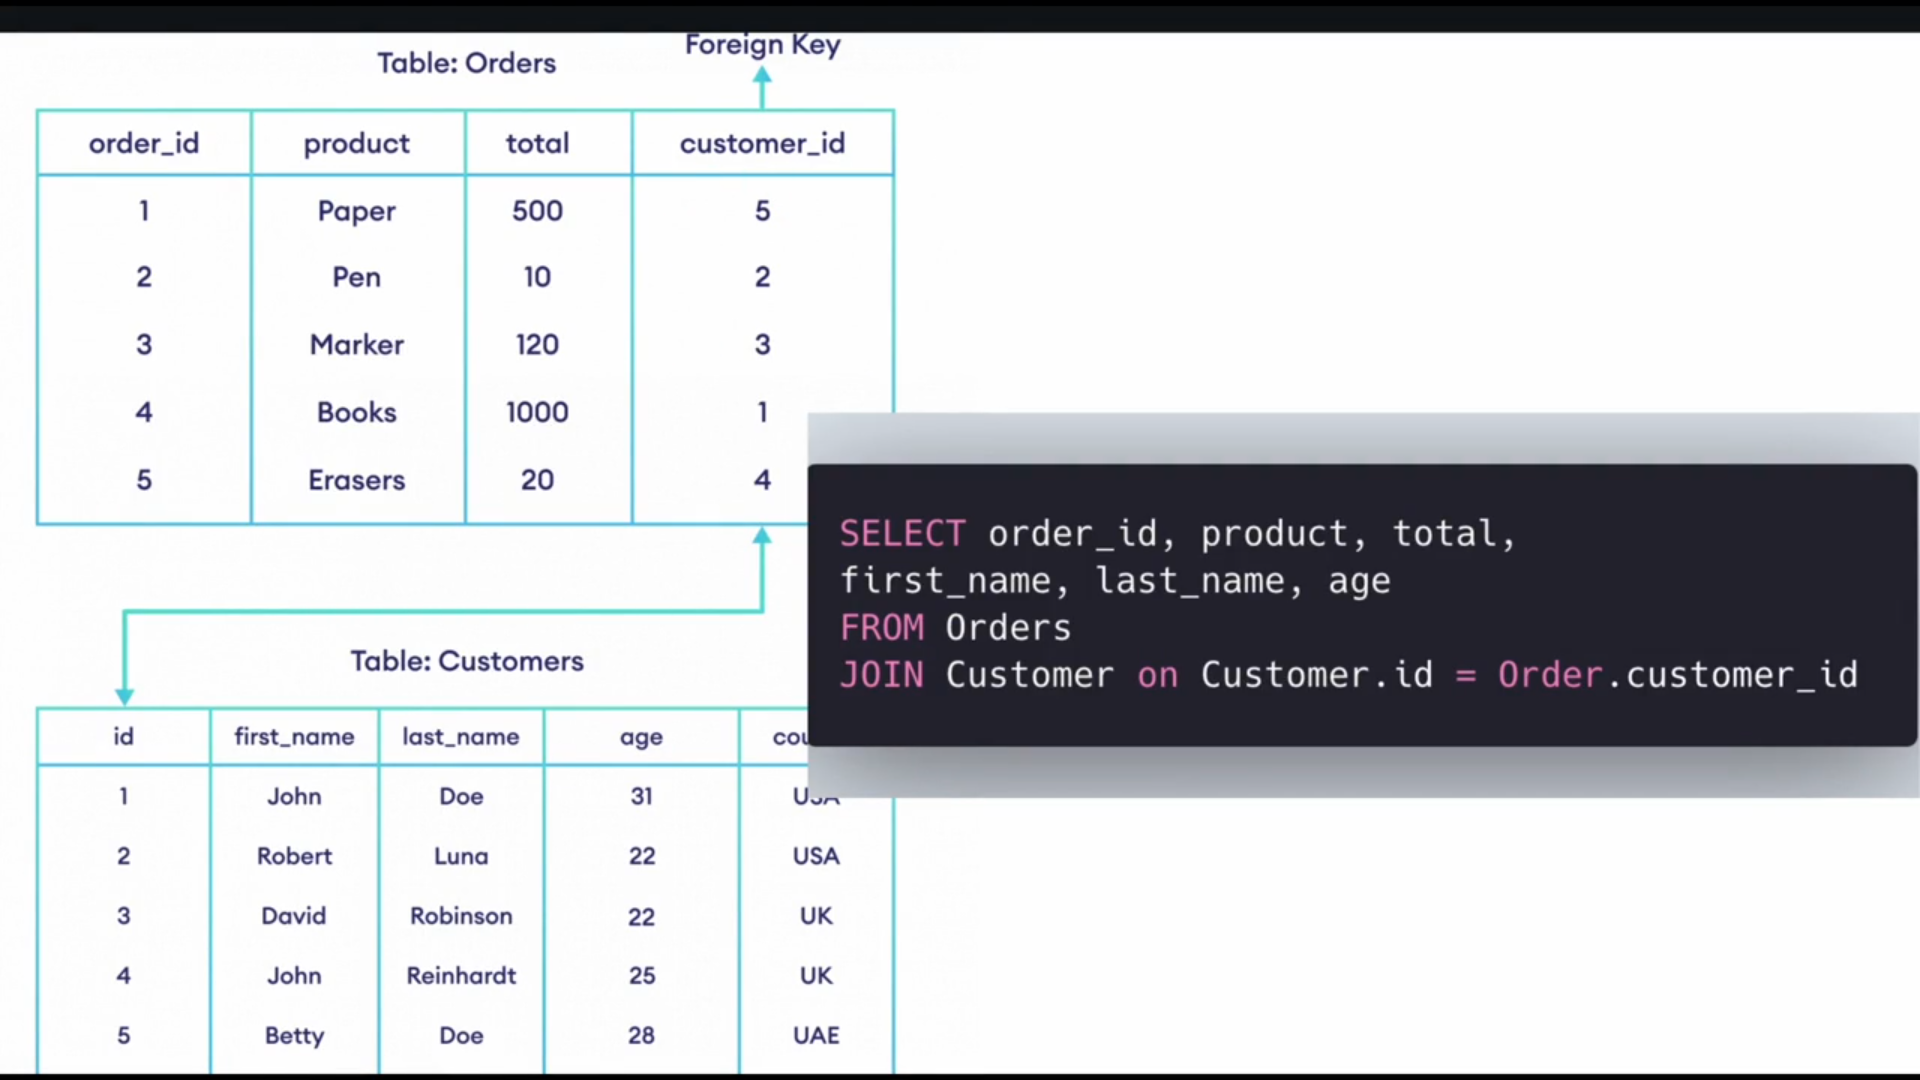 Foreign Key
Table: Orders
order_id product total customer_id
1 Paper 500 5
2 Pen 10 2
3 Marker 120 3
4 Books 1000 1
5 Erasers 20 4
SELECT order_id, product, total,
first_name, last_name, age
FROM Orders
JOIN Customer on Customer.id = Order.customer_id
Table: Customers
id first_name last_name age
1 John Doe 31 USA
2 Robert Luna 22 USA
3 David Robinson 22 UK
4 John Reinhardt 25 UK
5 Betty Doe 28 UAE